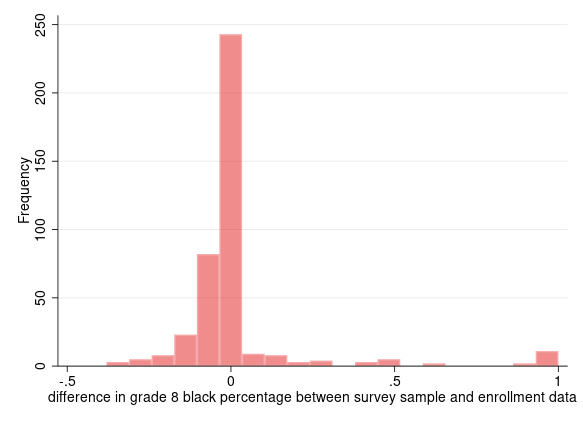 250
200
150
100
50
0
Frequency
-.5 0 .5 1
difference in grade 8 black percentage between survey sample and enrollment data